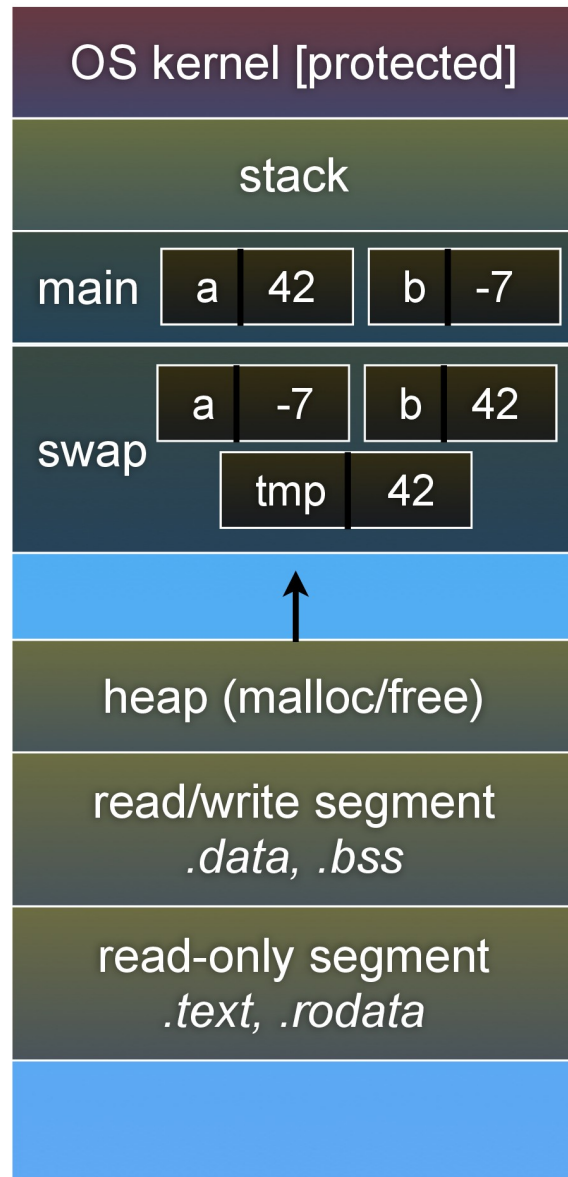 OS kernel [protected]
stack
main a 42 b -7
swap a -7 b 42
tmp 42
heap (malloc/free)
read/write segment
.data, .bss
read-only segment
.text, .rodata